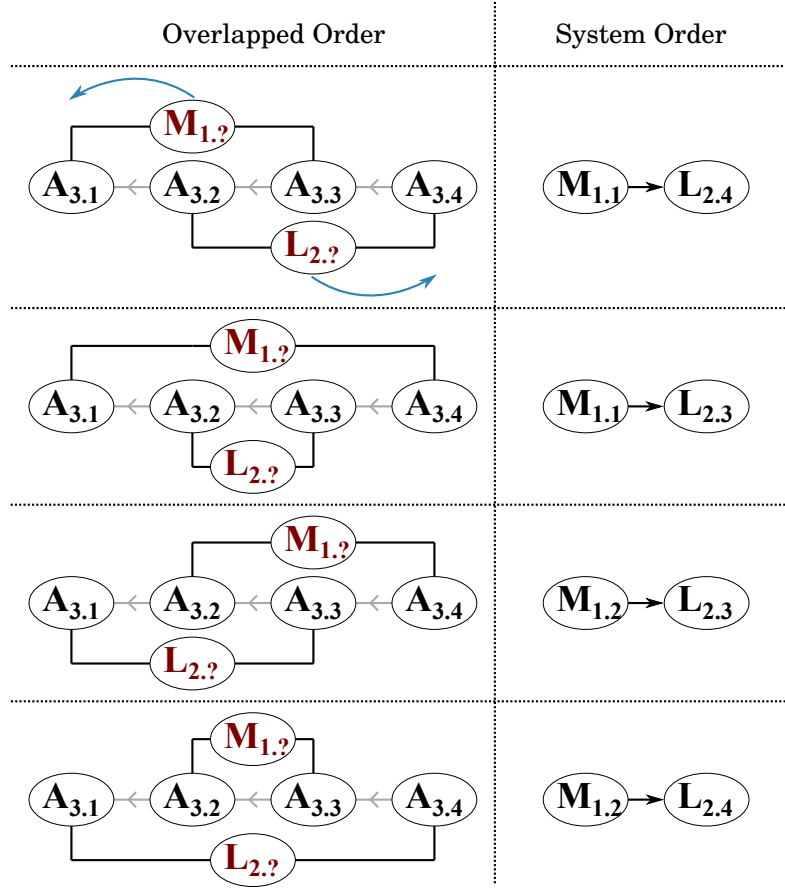 Overlapped Order System Order
M1.?
A3.1 A3.2 A3.3 A3.4 M1.1 L2.4
L2.?
M1.?
A3.1 A3.2 A3.3 A3.4 M1.1 L2.3
L2.?
M1.?
A3.1 A3.2 A3.3 A3.4 M1.2 L2.3
L2.?
M1.?
A3.1 A3.2 A3.3 A3.4 M1.2 L2.4
L2.?